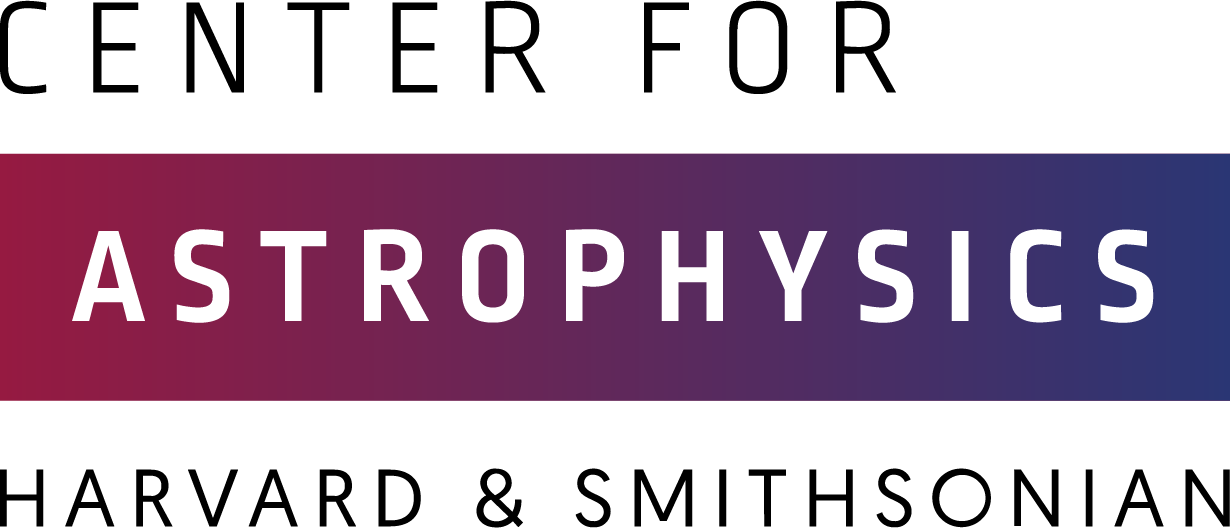 CENTER FOR
ASTROPHYSICS
HARVARD & SMITHSONIAN